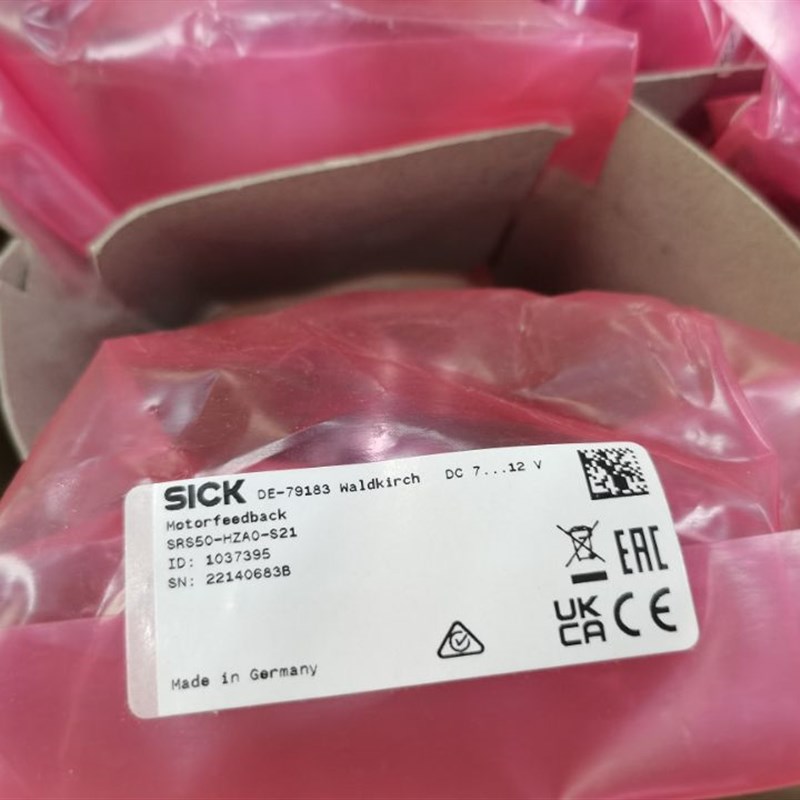 SICK DE-79183 Waldkirch DC 7...12 V
Motorfeedback
SRS50-HZA0-S21
ID: 1037395
SN: 22140683B
EAC
UK
CA CE
Made in Germany